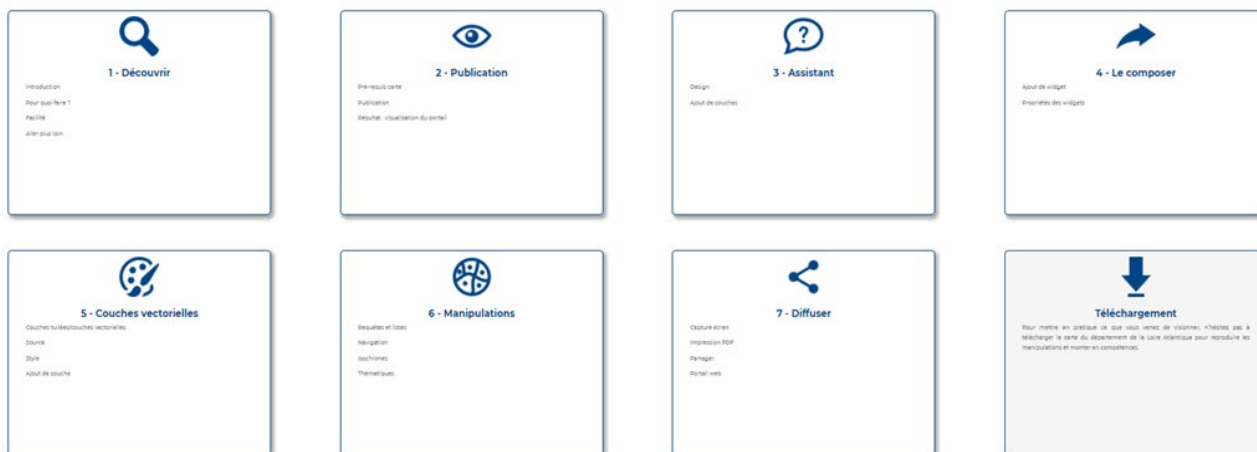 1 - Découvrir
Introduction
Pour quoi faire ?
Facilité
Aller plus loin
2 - Publication
Pré-requis carte
Publication
Résultat : visualisation du portail
3 - Assistant
Design
Ajout de couches
4 - Le composer
Ajout de widget
Propriétés des widgets
5 - Couches vectorielles
Couches tuilées/couches vectorielles
Source
Style
Ajout de couche
6 - Manipulations
Requêtes et listes
Navigation
Isochrones
Thématiques
7 - Diffuser
Capture écran
Impression PDF
Partager
Portail web
Téléchargement
Pour mettre en pratique ce que vous venez de visionner, n'hésitez pas à
télécharger la carte du département de la Loire Atlantique pour reproduire les
manipulations et monter en compétences.